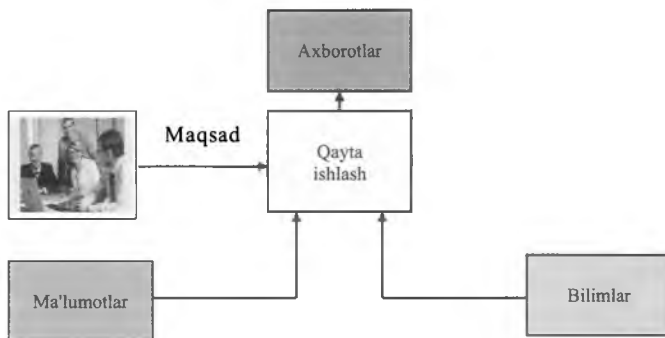 Axborotlar
Maqsad
Qayta
ishlash
Ma'lumotlar
Bilimlar